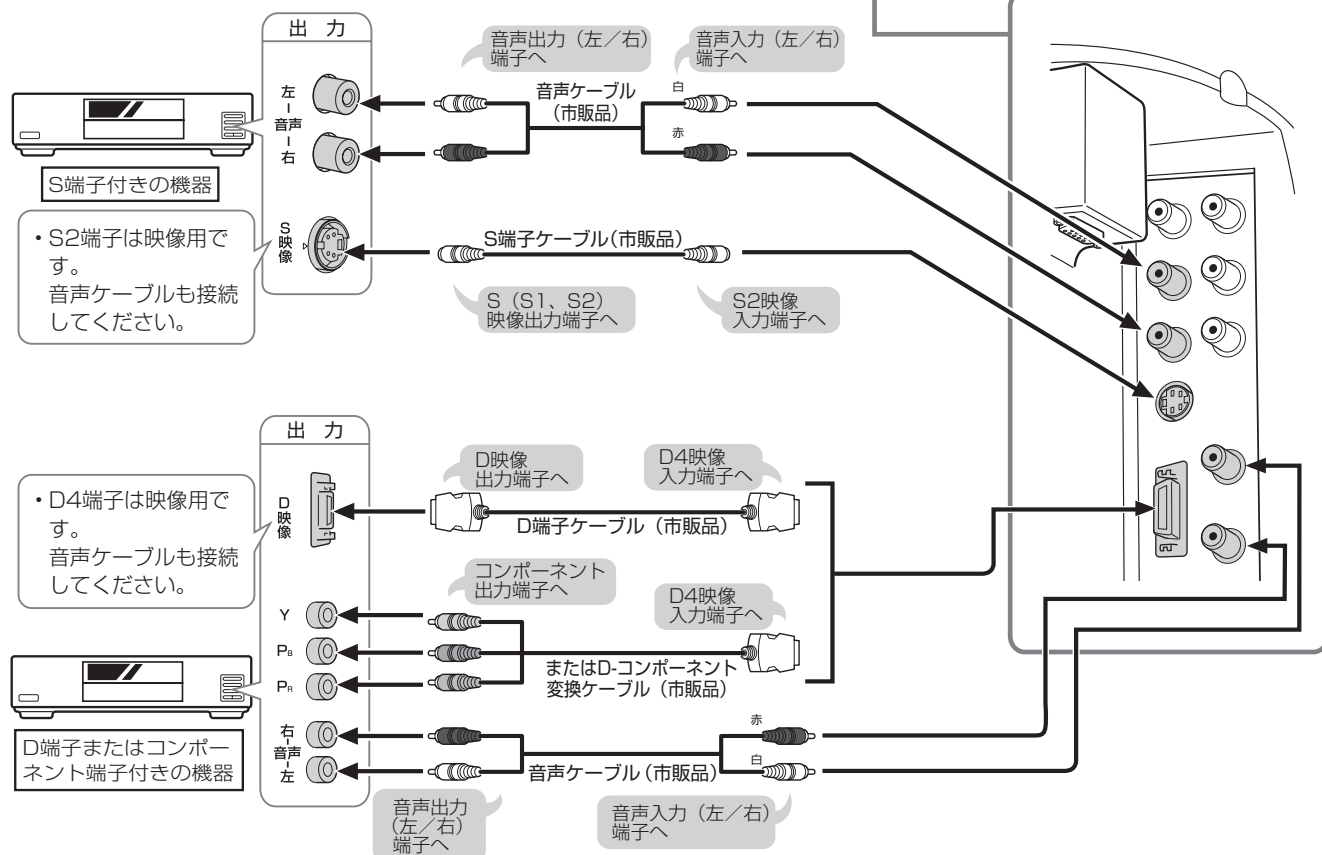 出 力
左
音声
右
S
映
像
音声出力（左／右）
端子へ
音声入力（左／右）
端子へ
音声ケーブル
（市販品）
白
赤
S端子付きの機器
・S2端子は映像用で
す。
音声ケーブルも接続
してください。
S端子ケーブル（市販品）
S（S1、S2）
映像出力端子へ
S2映像
入力端子へ
出 力
D
映
像
・D4端子は映像用で
す。
音声ケーブルも接続
してください。
D映像
出力端子へ
D4映像
入力端子へ
D端子ケーブル（市販品）
コンポーネント
出力端子へ
D4映像
入力端子へ
Y
PB
PR
またはD-コンポーネント
変換ケーブル（市販品）
右
音声
左
赤
白
音声ケーブル（市販品）
D端子またはコンポー
ネント端子付きの機器
音声出力
（左／右）
端子へ
音声入力（左／右）
端子へ